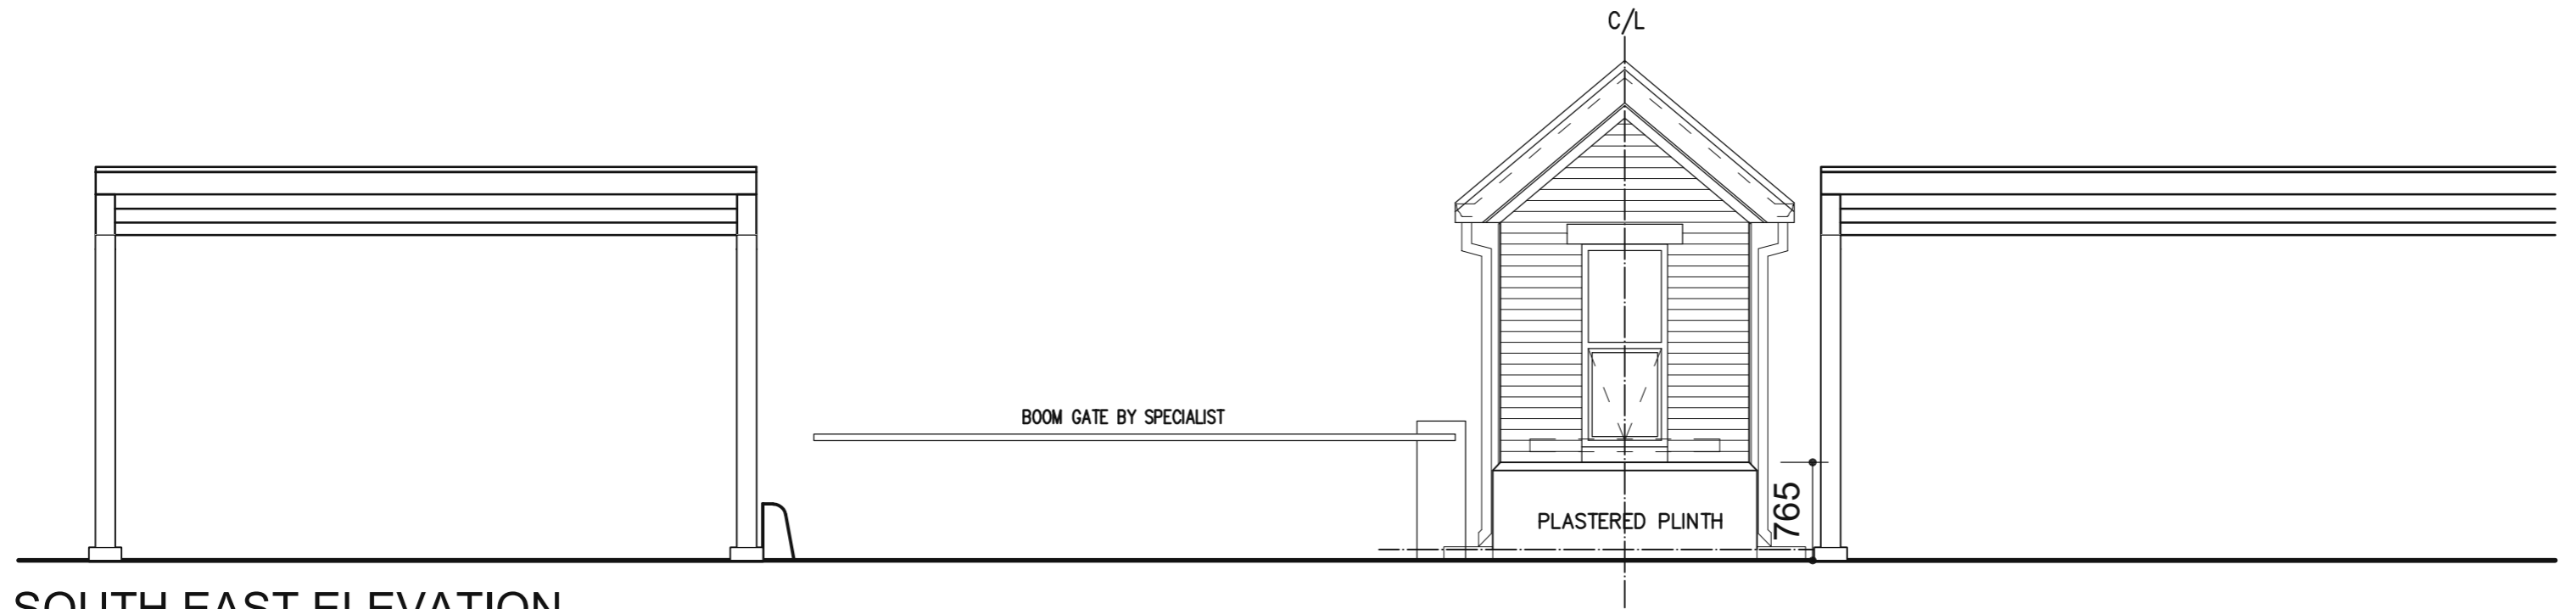 C/L
BOOM GATE BY SPECIALIST
PLASTERED PLINTH
765
SOUTH EAST ELEVATION